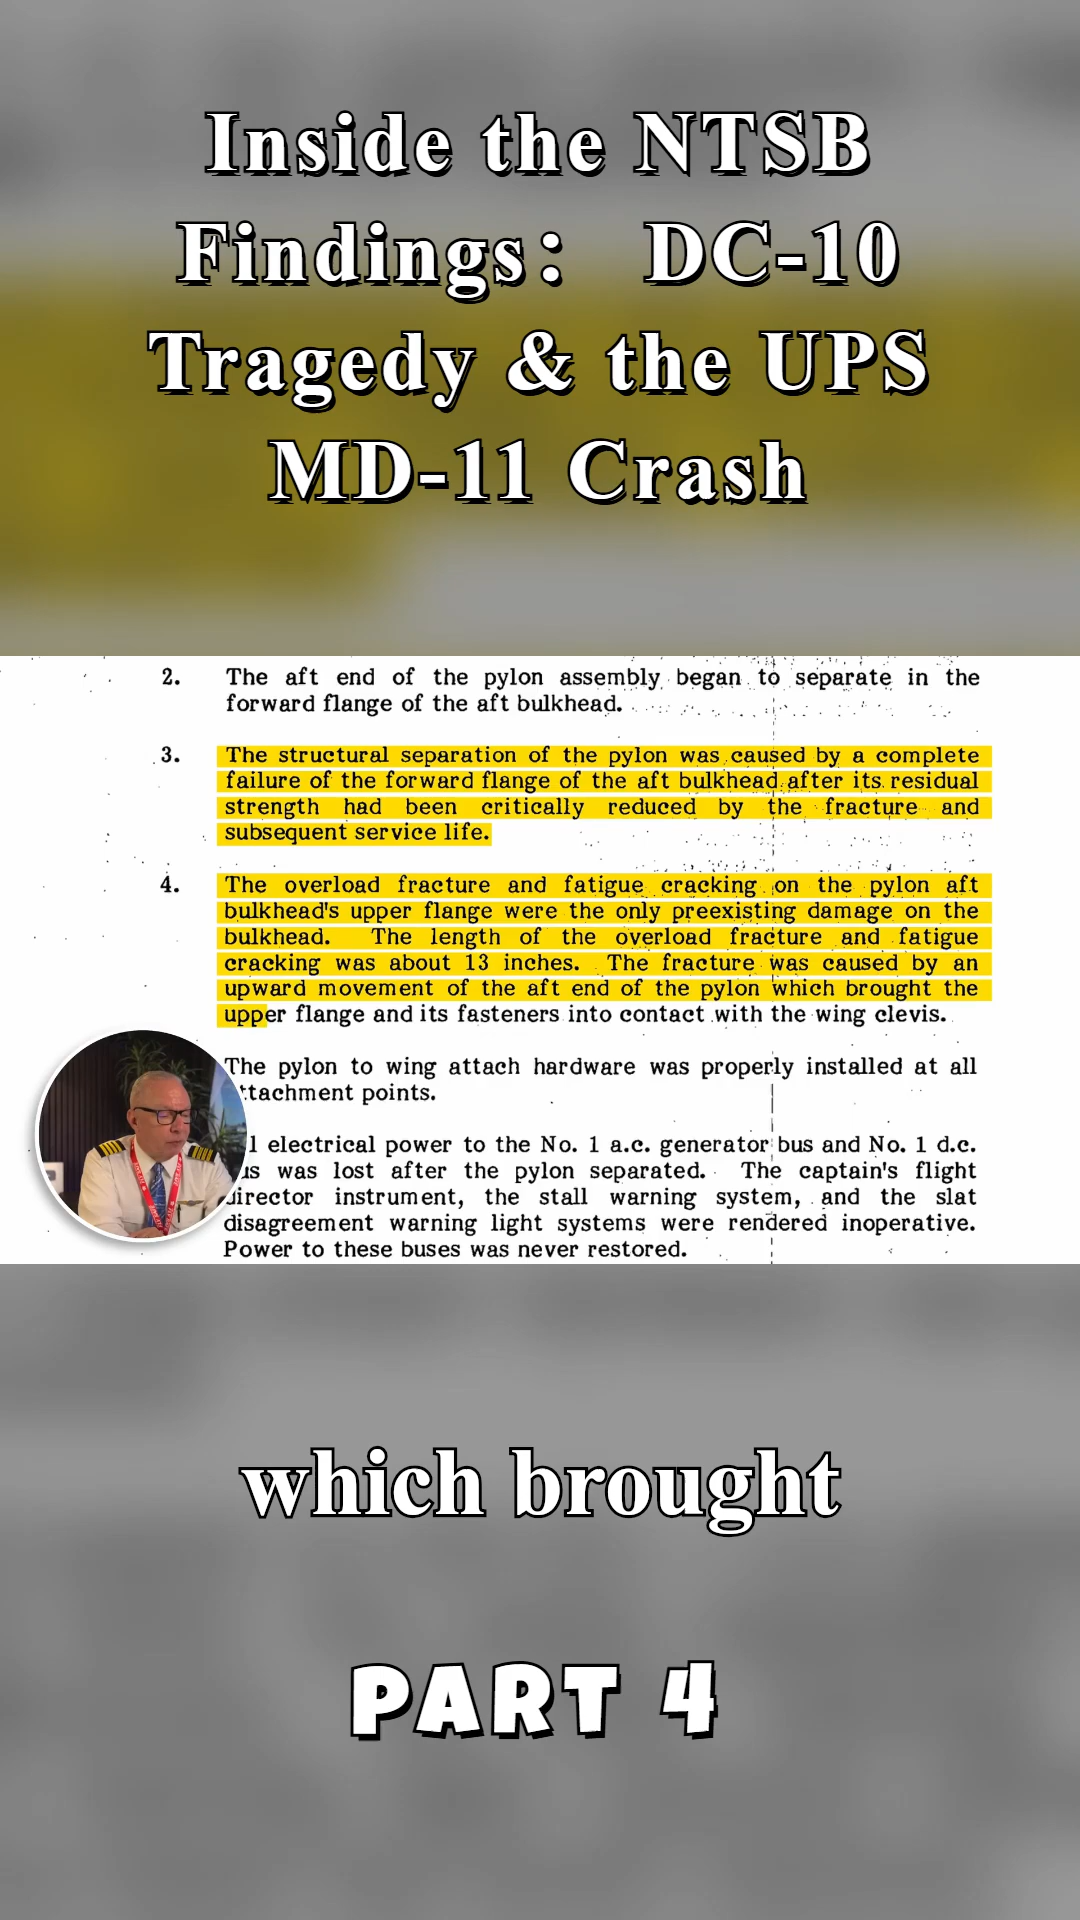 Inside the NTSB
Findings: DC-10
Tragedy & the UPS
MD-11 Crash
2. The aft end of the pylon assembly began to separate in the
forward flange of the aft bulkhead.
3. The structural separation of the pylon was caused by a complete
failure of the forward flange of the aft bulkhead after its residual
strength had been critically reduced by the fracture and
subsequent service life.
4. The overload fracture and fatigue cracking on the pylon aft
bulkhead's upper flange were the only preexisting damage on the
bulkhead. The length of the overload fracture and fatigue
cracking was about 13 inches. The fracture was caused by an
upward movement of the aft end of the pylon which brought the
upper flange and its fasteners into contact with the wing clevis.
The pylon to wing attach hardware was properly installed at all
ttachment points.
electrical power to the No. 1 a.c. generator bus and No. 1 d.c.
was lost after the pylon separated. The captain's flight
director instrument, the stall warning system, and the slat
disagreement warning light systems were rendered inoperative.
Power to these buses was never restored.
which brought
PART 4